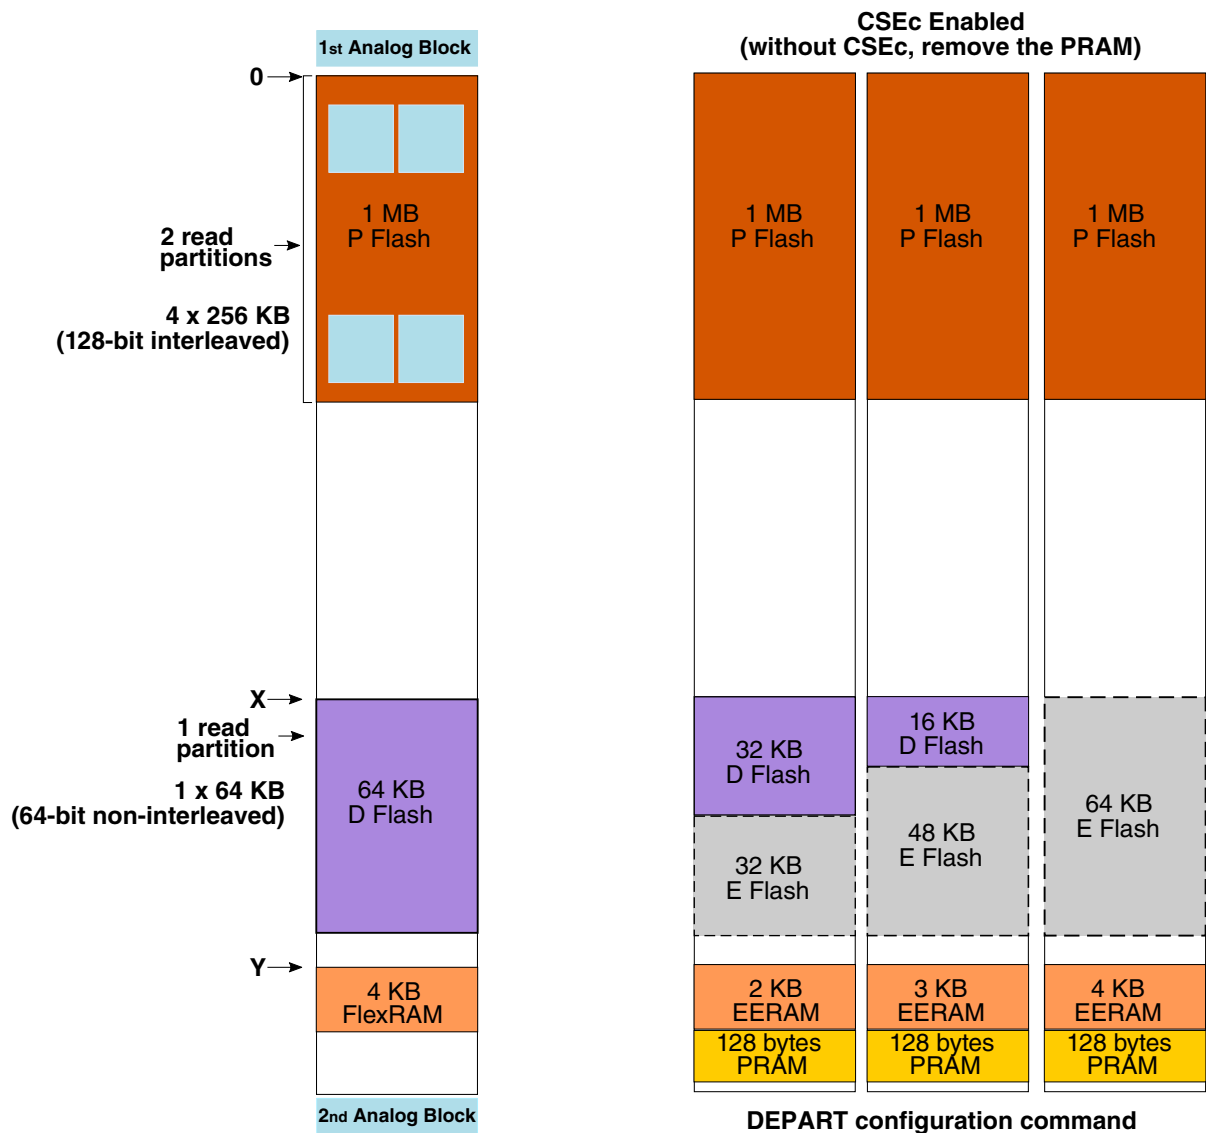 1st Analog Block
0
1 MB
P Flash
2 read
partitions
4 x 256 KB
(128-bit interleaved)
X
1 read
partition
1 x 64 KB
(64-bit non-interleaved)
64 KB
D Flash
Y
4 KB
FlexRAM
2nd Analog Block
CSEc Enabled
(without CSEc, remove the PRAM)
1 MB
P Flash
1 MB
P Flash
1 MB
P Flash
32 KB
D Flash
32 KB
E Flash
16 KB
D Flash
48 KB
E Flash
64 KB
E Flash
2 KB
EERAM
128 bytes
PRAM
3 KB
EERAM
128 bytes
PRAM
4 KB
EERAM
128 bytes
PRAM
DEPART configuration command